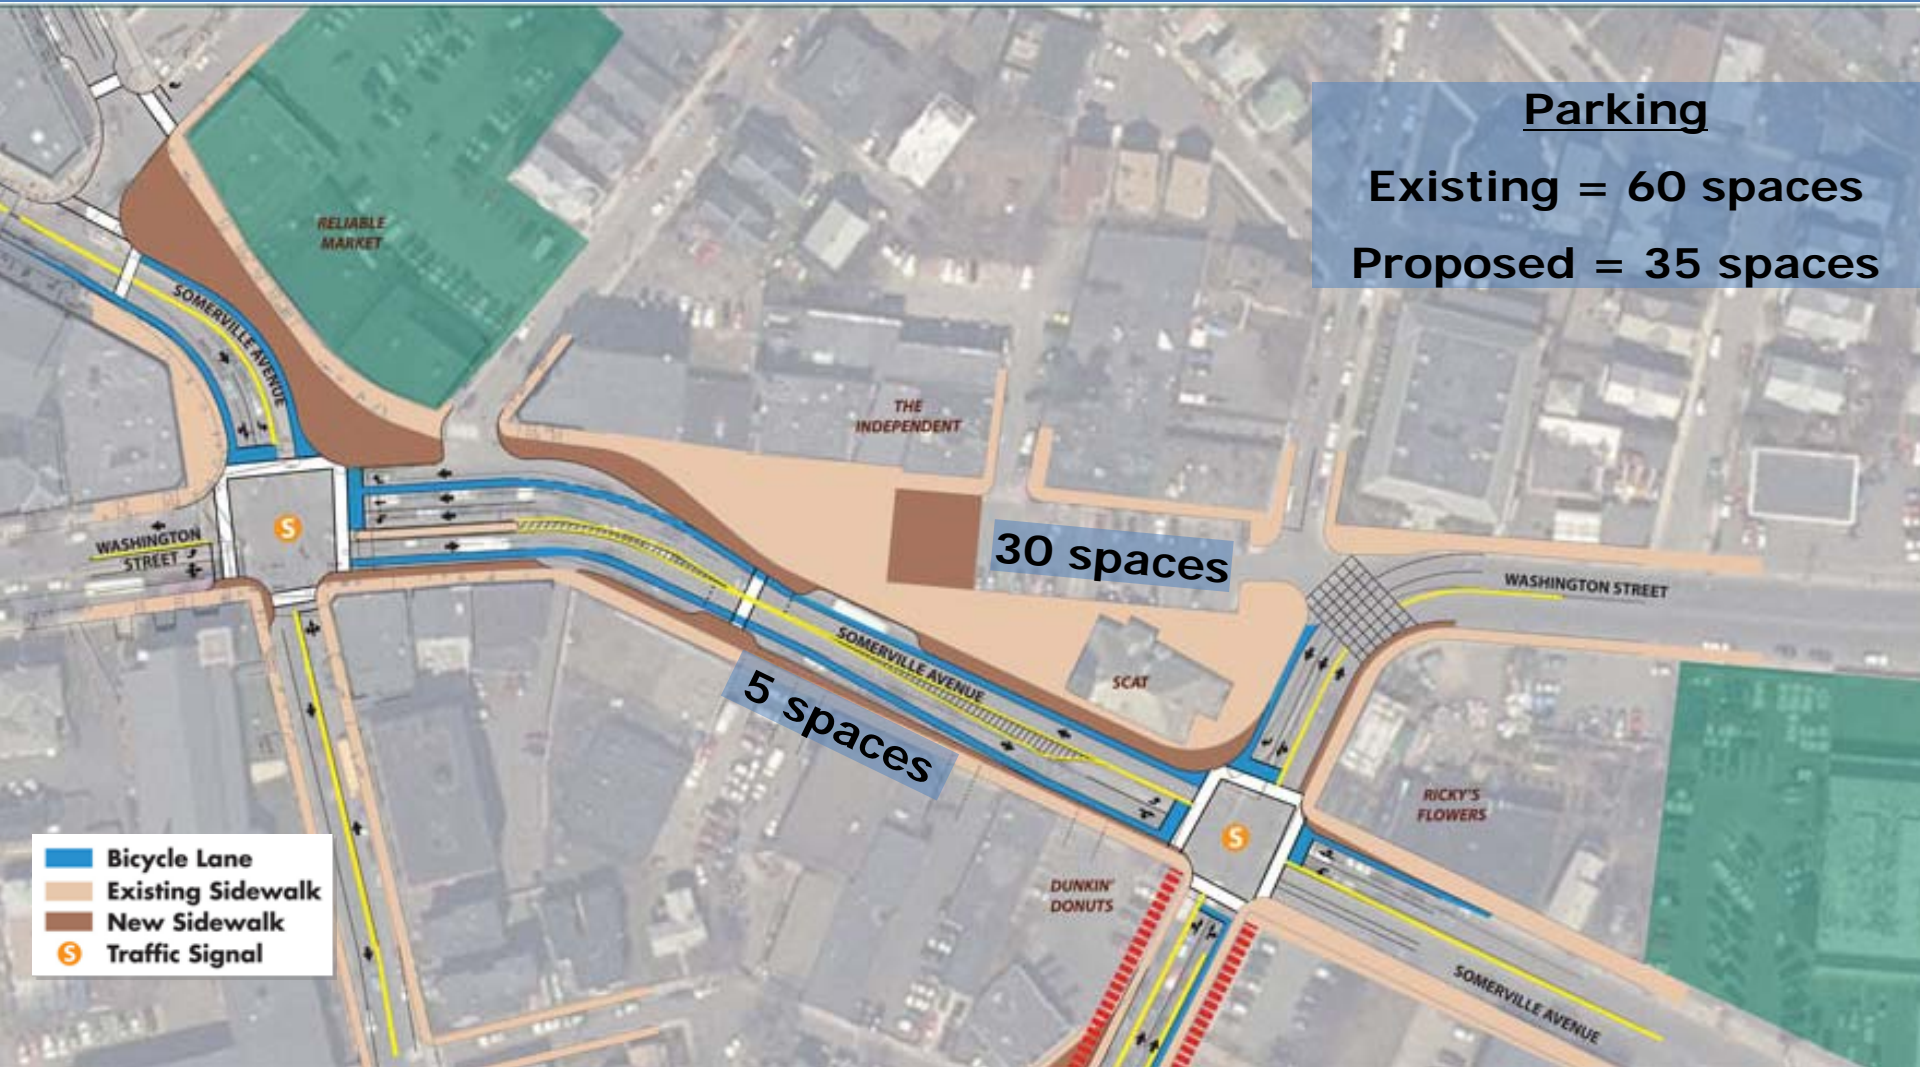 Parking
Existing = 60 spaces
Proposed = 35 spaces
RELIABLE
MARKET
SOMERVILLE AVENUE
THE
INDEPENDENT
WASHINGTON
STREET
S
30 spaces
WASHINGTON STREET
SOMERVILLE AVENUE
SCAT
5 spaces
RICKY'S
FLOWERS
S
DUNKIN'
DONUTS
SOMERVILLE AVENUE
Bicycle Lane
Existing Sidewalk
New Sidewalk
S Traffic Signal